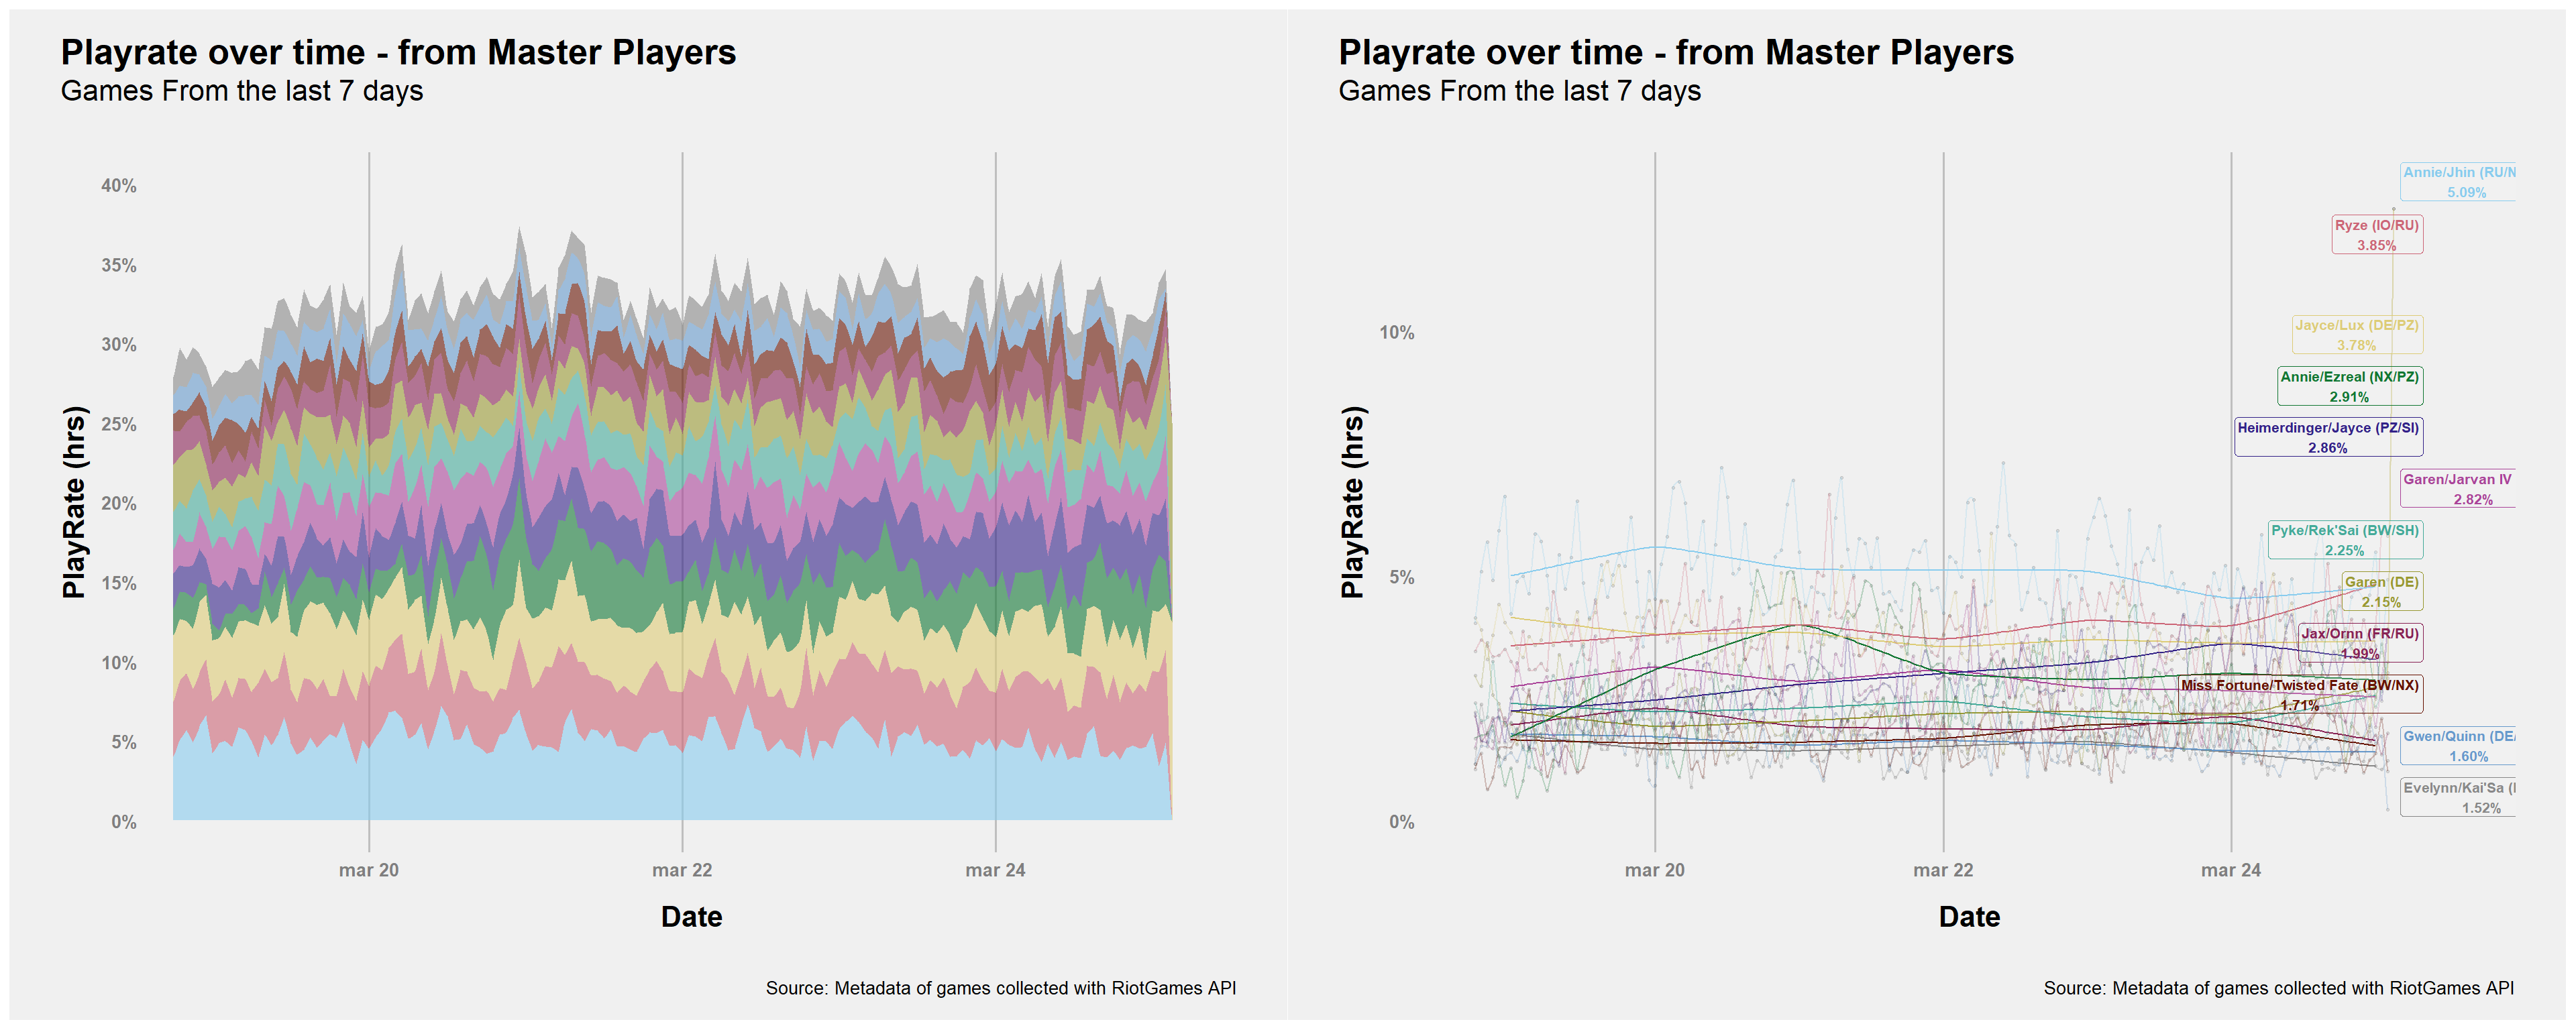 Playrate over time - from Master Players
Games From the last 7 days
40%
35%
30%
25%
20%
15%
10%
5%
0%
PlayRate (hrs)
mar 20
mar 22
mar 24
Date
Source: Metadata of games collected with RiotGames API
Playrate over time - from Master Players
Games From the last 7 days
10%
5%
0%
PlayRate (hrs)
Annie/Jhin (RU/N
5.09%
Ryze (IO/RU)
3.85%
Jayce/Lux (DE/PZ)
3.78%
Annie/Ezreal (NX/PZ)
2.91%
Heimerdinger/Jayce (PZ/SI)
2.86%
Garen/Jarvan IV
2.82%
Pyke/Rek'Sai (BW/SH)
2.25%
Garen (DE)
2.15%
Jax/Ornn (FR/RU)
1.99%
Miss Fortune/Twisted Fate (BW/NX)
1.71%
Gwen/Quinn (DE/
1.60%
Evelynn/Kai'Sa (
1.52%
mar 20
mar 22
mar 24
Date
Source: Metadata of games collected with RiotGames API